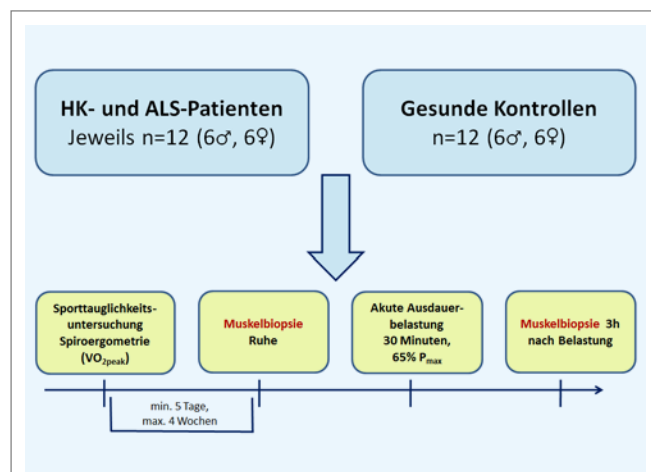 HK- und ALS-Patienten
Jeweils n=12 (6♂, 6♀)
Gesunde Kontrollen
n=12 (6♂, 6♀)
Sporttauglichkeits-
untersuchung
Spiroergometrie
(VO2peak)
Muskelbiopsie
Ruhe
Akute Ausdauer-
belastung
30 Minuten,
65% Pmax
Muskelbiopsie 3h
nach Belastung
min. 5 Tage,
max. 4 Wochen